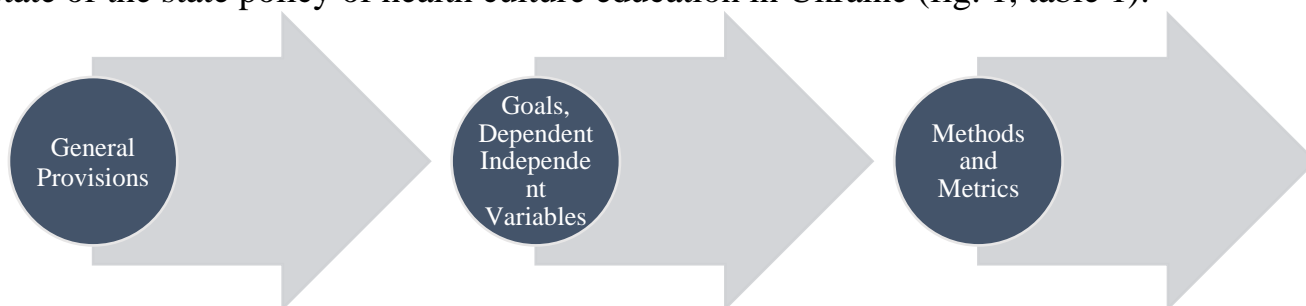 state of the state policy of health culture education in Ukraine (fig. 1, table 1).
General
Provisions
Goals,
Dependent
Independe
nt
Variables
Methods
and
Metrics